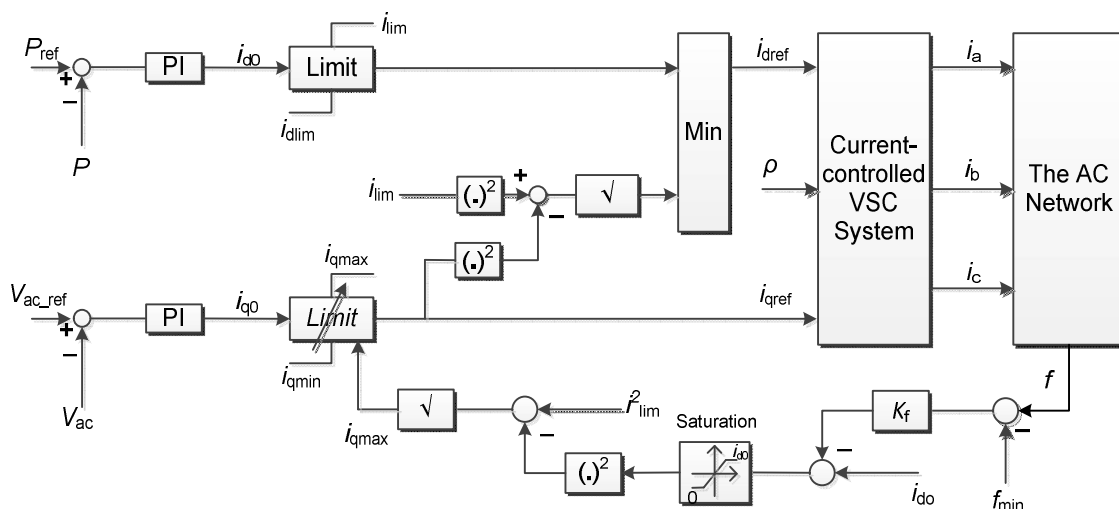 P_ref
+
−
P
PI
i_d0
Limit
i_lim
i_dlim
Min
i_dref
ρ
Current-
controlled
VSC
System
i_a
i_b
i_c
The AC
Network
i_lim
(.)²
+
−
√
(.)²
V_ac_ref
+
−
V_ac
PI
i_q0
i_qmax
Limit
i_qmin
i_qref
i_qmax
√
−
i²_lim
(.)²
Saturation
i_d0
0
−
i_do
K_f
f
−
f_min